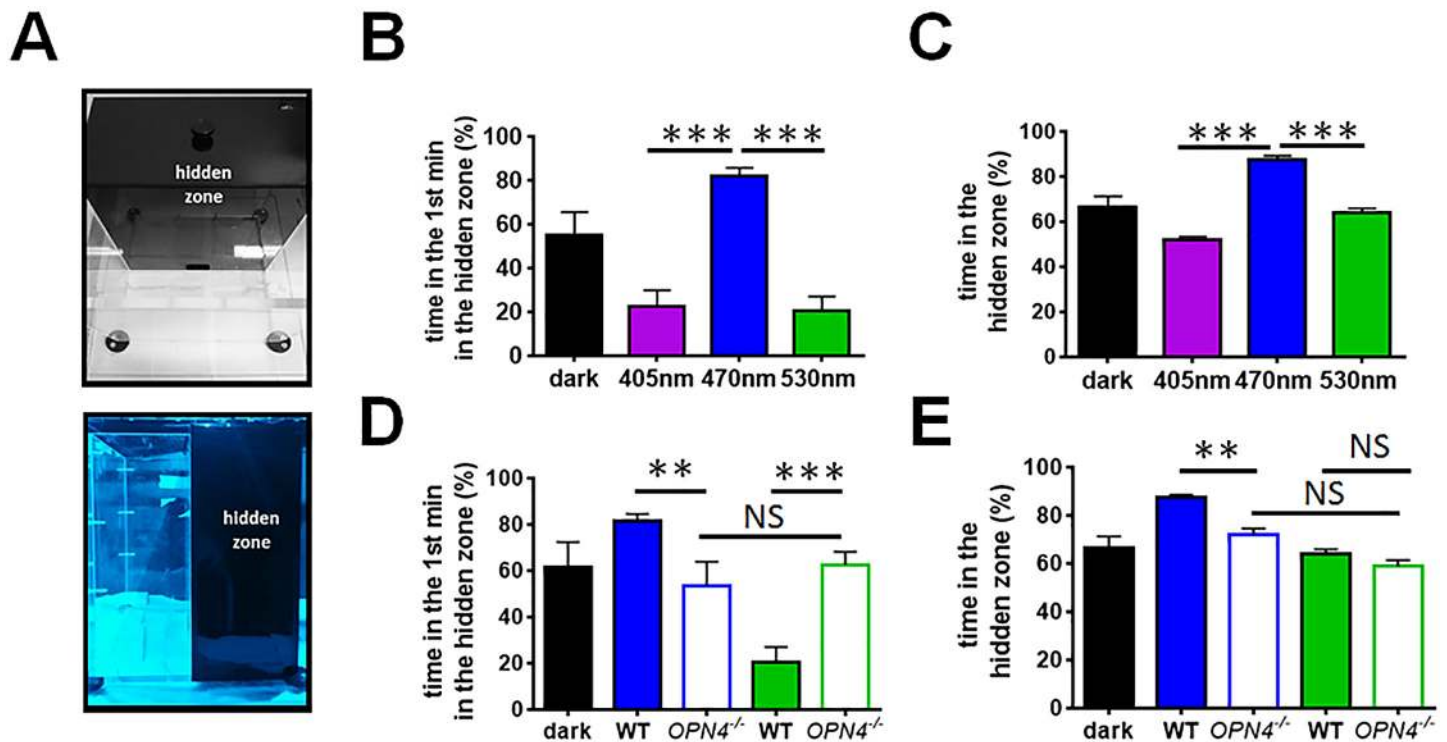 A
hidden
zone
hidden
zone
B
time in the 1st min
in the hidden zone (%)
100
80
60
40
20
0
*** ***
dark 405nm 470nm 530nm
C
time in the
hidden zone (%)
100
80
60
40
20
0
*** ***
dark 405nm 470nm 530nm
D
time in the 1st min
in the hidden zone (%)
100
80
60
40
20
0
** ***
NS
dark WT OPN4-/- WT OPN4-/-
E
time in the
hidden zone (%)
100
80
60
40
20
0
** NS
NS
dark WT OPN4-/- WT OPN4-/-